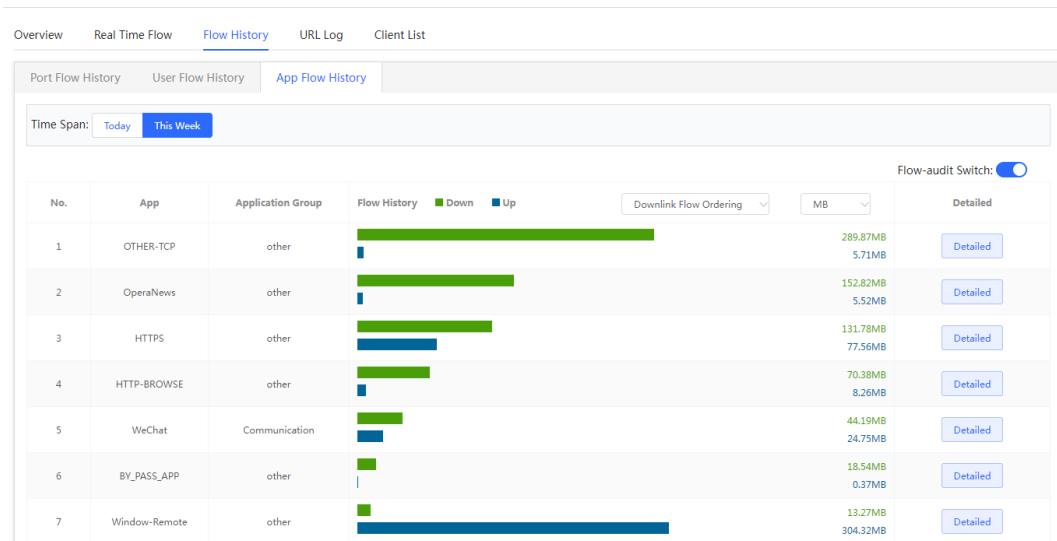 Overview Real Time Flow Flow History URL Log Client List
Port Flow History User Flow History App Flow History
Time Span: Today This Week
Flow-audit Switch:
No. App Application Group Flow History Down Up Downlink Flow Ordering MB Detailed
1 OTHER-TCP other 289.87MB 5.71MB Detailed
2 OperaNews other 152.82MB 5.52MB Detailed
3 HTTPS other 131.78MB 77.56MB Detailed
4 HTTP-BROWSE other 70.38MB 8.26MB Detailed
5 WeChat Communication 44.19MB 24.75MB Detailed
6 BY_PASS_APP other 18.54MB 0.37MB Detailed
7 Window-Remote other 13.27MB 304.32MB Detailed